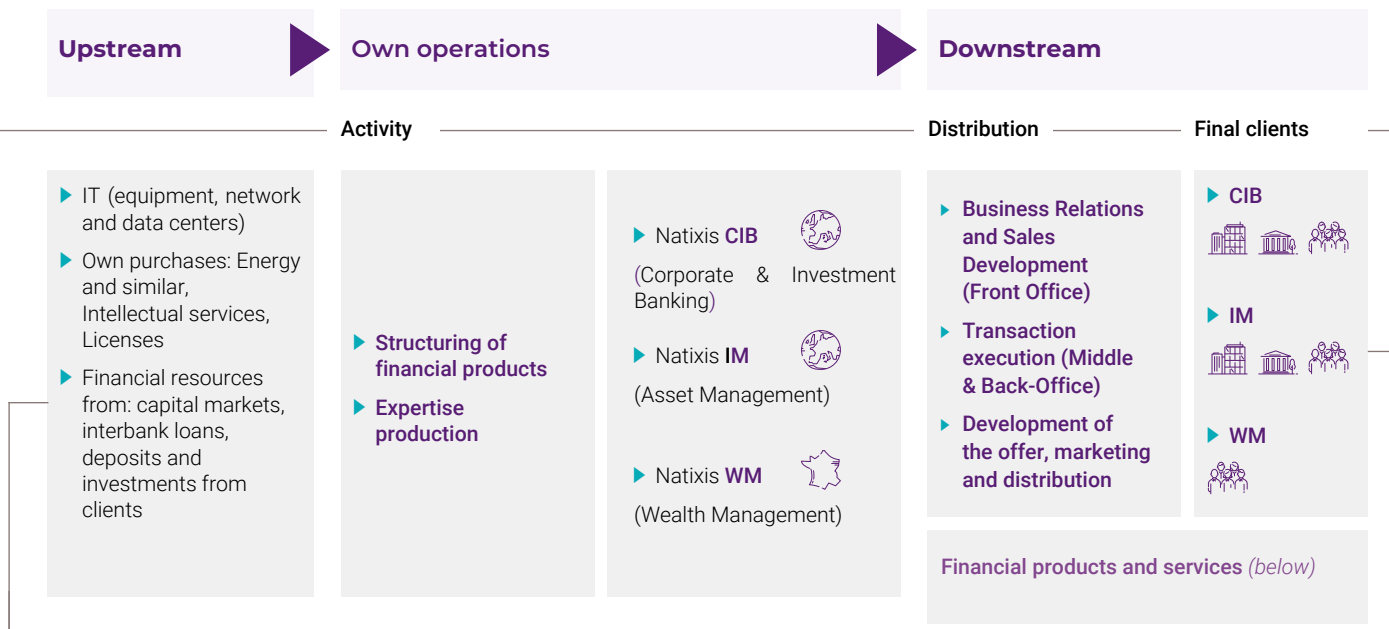 Upstream
Own operations
Downstream
Activity
Distribution
Final clients
IT (equipment, network
and data centers)
Own purchases: Energy
and similar,
Intellectual services,
Licenses
Financial resources
from: capital markets,
interbank loans,
deposits and
investments from
clients
Structuring of
financial products
Expertise
production
Natixis CIB
(Corporate & Investment
Banking)
Natixis IM
(Asset Management)
Natixis WM
(Wealth Management)
Business Relations
and Sales
Development
(Front Office)
Transaction
execution (Middle
& Back-Office)
Development of
the offer, marketing
and distribution
CIB
IM
WM
Financial products and services (below)